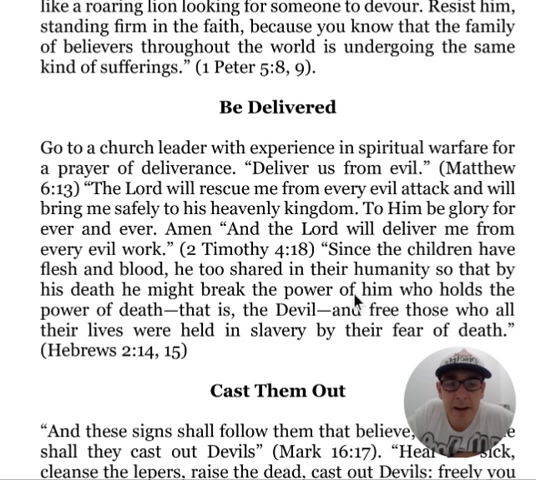 like a roaring lion looking for someone to devour. Resist him,
standing firm in the faith, because you know that the family
of believers throughout the world is undergoing the same
kind of sufferings.” (1 Peter 5:8, 9).
Be Delivered
Go to a church leader with experience in spiritual warfare for
a prayer of deliverance. “Deliver us from evil.” (Matthew
6:13) “The Lord will rescue me from every evil attack and will
bring me safely to his heavenly kingdom. To Him be glory for
ever and ever. Amen “And the Lord will deliver me from
every evil work.” (2 Timothy 4:18) “Since the children have
flesh and blood, he too shared in their humanity so that by
his death he might break the power of him who holds the
power of death—that is, the Devil—and free those who all
their lives were held in slavery by their fear of death.”
(Hebrews 2:14, 15)
Cast Them Out
“And these signs shall follow them that believe,
shall they cast out Devils” (Mark 16:17). “Heal sick,
cleanse the lepers, raise the dead, cast out Devils: freely you